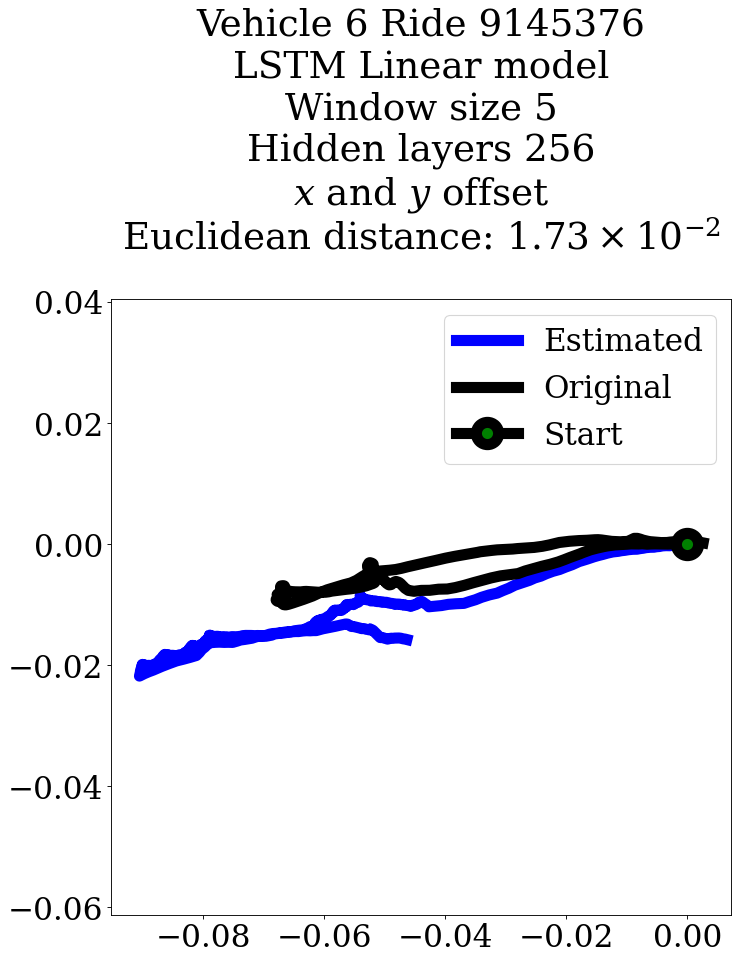 Vehicle 6 Ride 9145376
LSTM Linear model
Window size 5
Hidden layers 256
x and y offset
Euclidean distance: 1.73 × 10⁻²
0.04
0.02
0.00
−0.02
−0.04
−0.06
Estimated
Original
Start
−0.08 −0.06 −0.04 −0.02 0.00